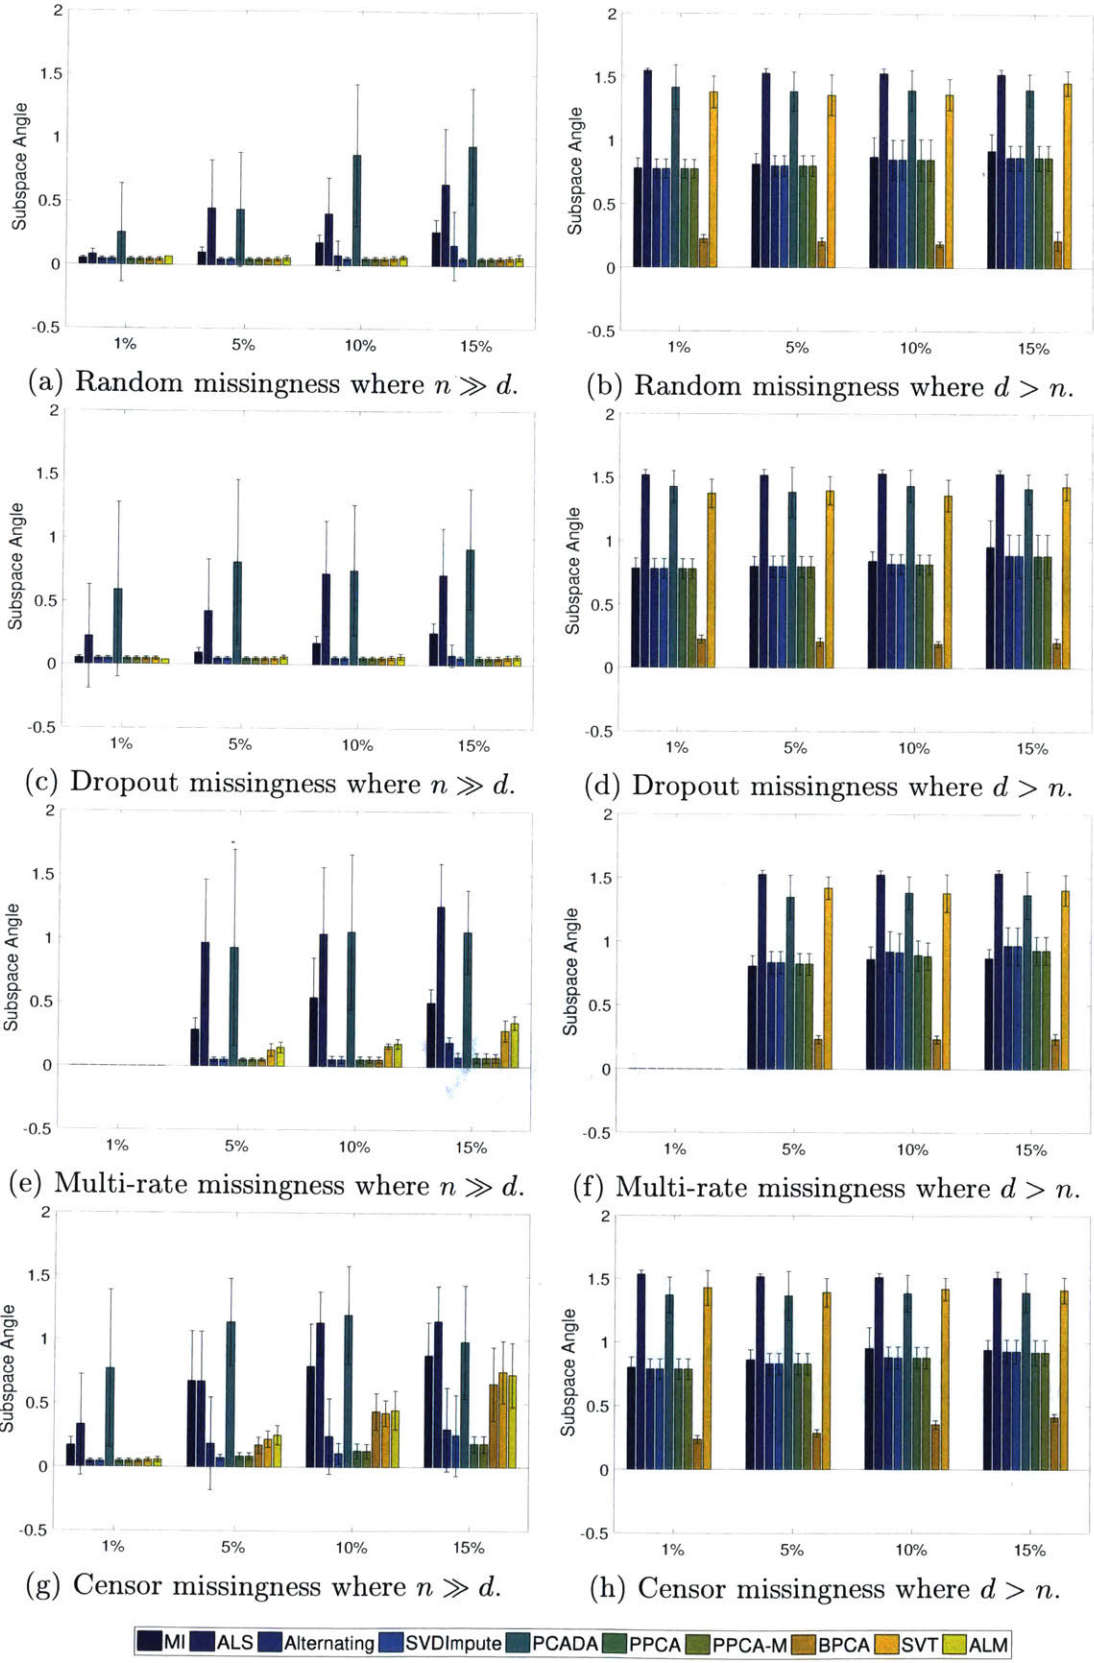 2
1.5
1
0.5
0
-0.5
Subspace Angle
1% 5% 10% 15%
(a) Random missingness where n ≫ d.
2
1.5
1
0.5
0
-0.5
Subspace Angle
1% 5% 10% 15%
(b) Random missingness where d > n.
2
1.5
1
0.5
0
-0.5
Subspace Angle
1% 5% 10% 15%
(c) Dropout missingness where n ≫ d.
2
1.5
1
0.5
0
-0.5
Subspace Angle
1% 5% 10% 15%
(d) Dropout missingness where d > n.
2
1.5
1
0.5
0
-0.5
Subspace Angle
1% 5% 10% 15%
(e) Multi-rate missingness where n ≫ d.
2
1.5
1
0.5
0
-0.5
Subspace Angle
1% 5% 10% 15%
(f) Multi-rate missingness where d > n.
2
1.5
1
0.5
0
-0.5
Subspace Angle
1% 5% 10% 15%
(g) Censor missingness where n ≫ d.
2
1.5
1
0.5
0
-0.5
Subspace Angle
1% 5% 10% 15%
(h) Censor missingness where d > n.
MI ALS Alternating SVDImpute PCADA PPCA PPCA-M BPCA SVT ALM